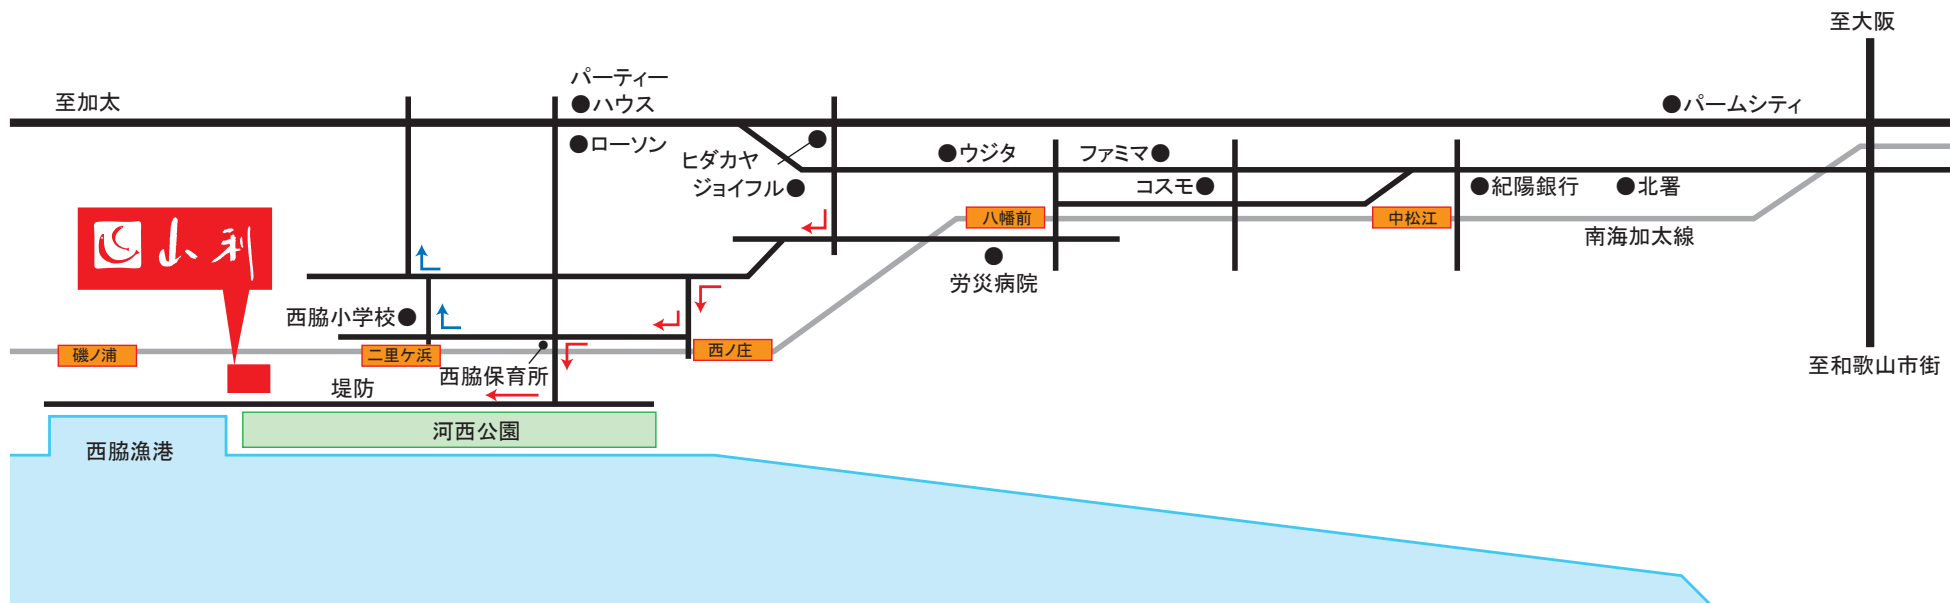 至大阪
パーティー
ハウス
至加太
パームシティ
ローソン
ヒダカヤ
ウジタ
ファミマ
ジョイフル
コスモ
紀陽銀行
北署
山利
八幡前
中松江
南海加太線
労災病院
西脇小学校
磯ノ浦
二里ケ浜
西ノ庄
西脇保育所
至和歌山市街
堤防
河西公園
西脇漁港